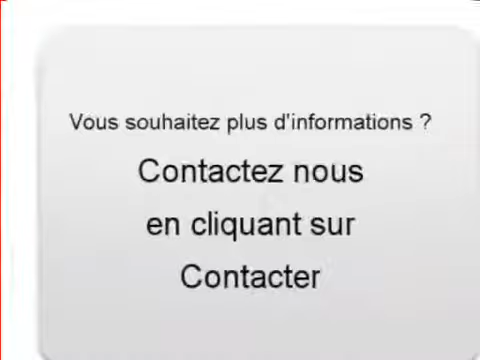 Vous souhaitez plus d'informations ?
Contactez nous
en cliquant sur
Contacter